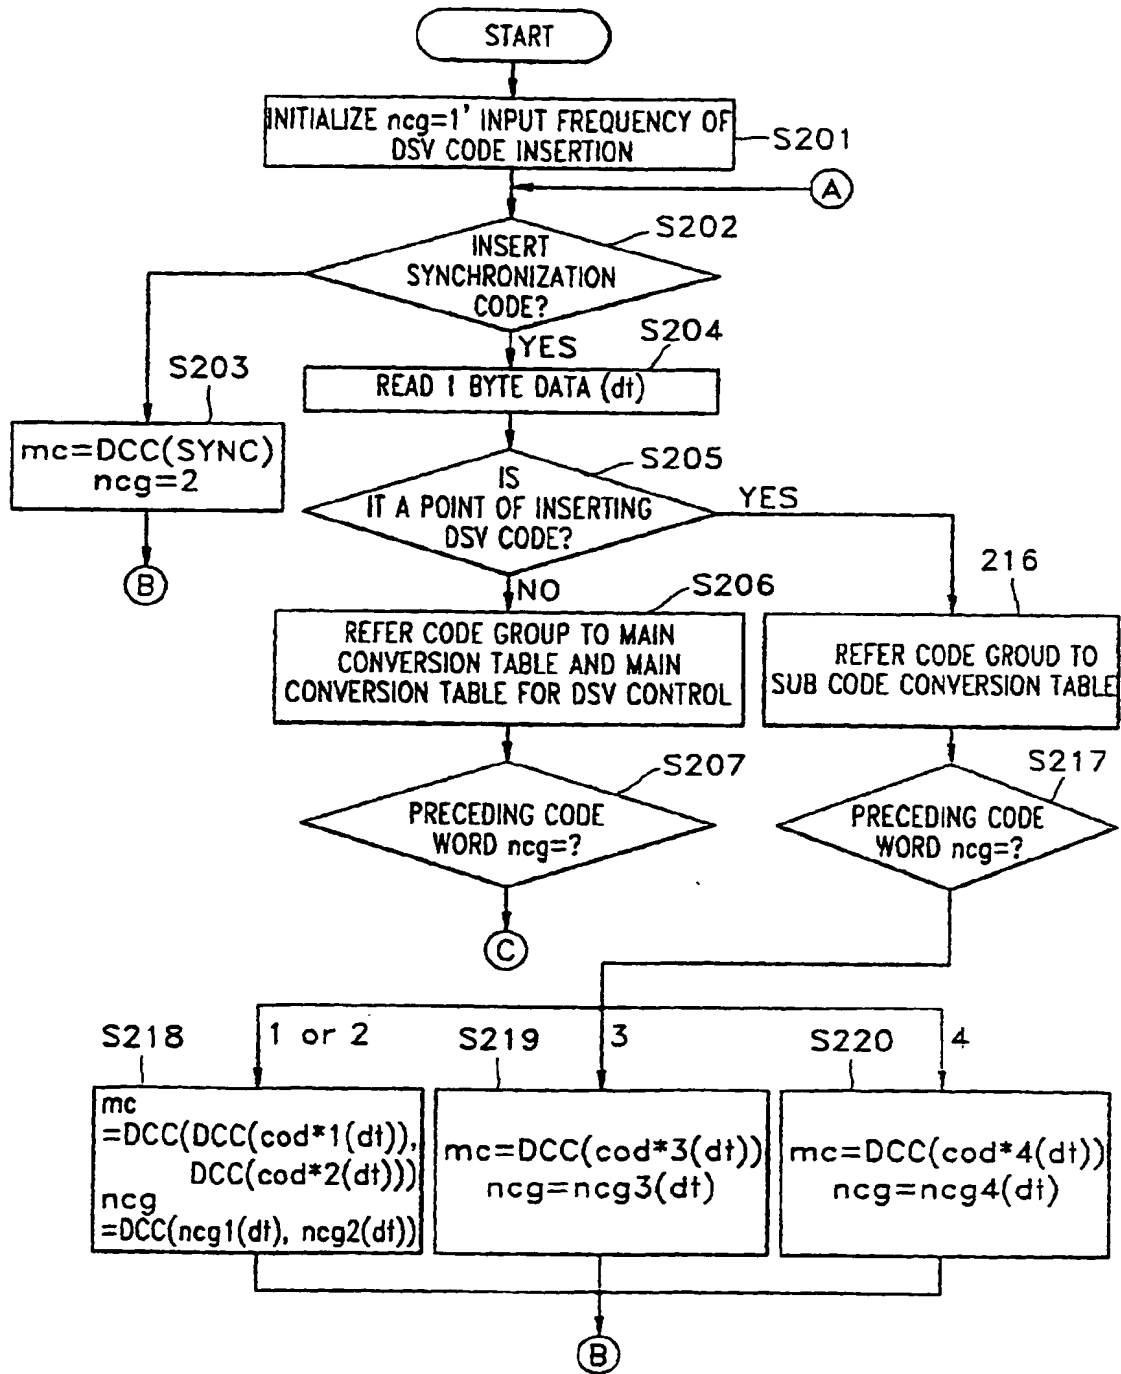 START
INITIALIZE ncg=1' INPUT FREQUENCY OF
DSV CODE INSERTION
S201
A
S202
INSERT
SYNCHRONIZATION
CODE?
YES
S204
READ 1 BYTE DATA (dt)
S203
mc=DCC(SYNC)
ncg=2
B
S205
IS
IT A POINT OF INSERTING
DSV CODE?
YES
NO
S206
REFER CODE GROUP TO MAIN
CONVERSION TABLE AND MAIN
CONVERSION TABLE FOR DSV CONTROL
216
REFER CODE GROUD TO
SUB CODE CONVERSION TABLE
S207
PRECEDING CODE
WORD ncg=?
C
S217
PRECEDING CODE
WORD ncg=?
S218
1 or 2
mc
=DCC(DCC(cod*1(dt)),
DCC(cod*2(dt)))
ncg
=DCC(ncg1(dt), ncg2(dt))
S219
3
mc=DCC(cod*3(dt))
ncg=ncg3(dt)
S220
4
mc=DCC(cod*4(dt))
ncg=ncg4(dt)
B